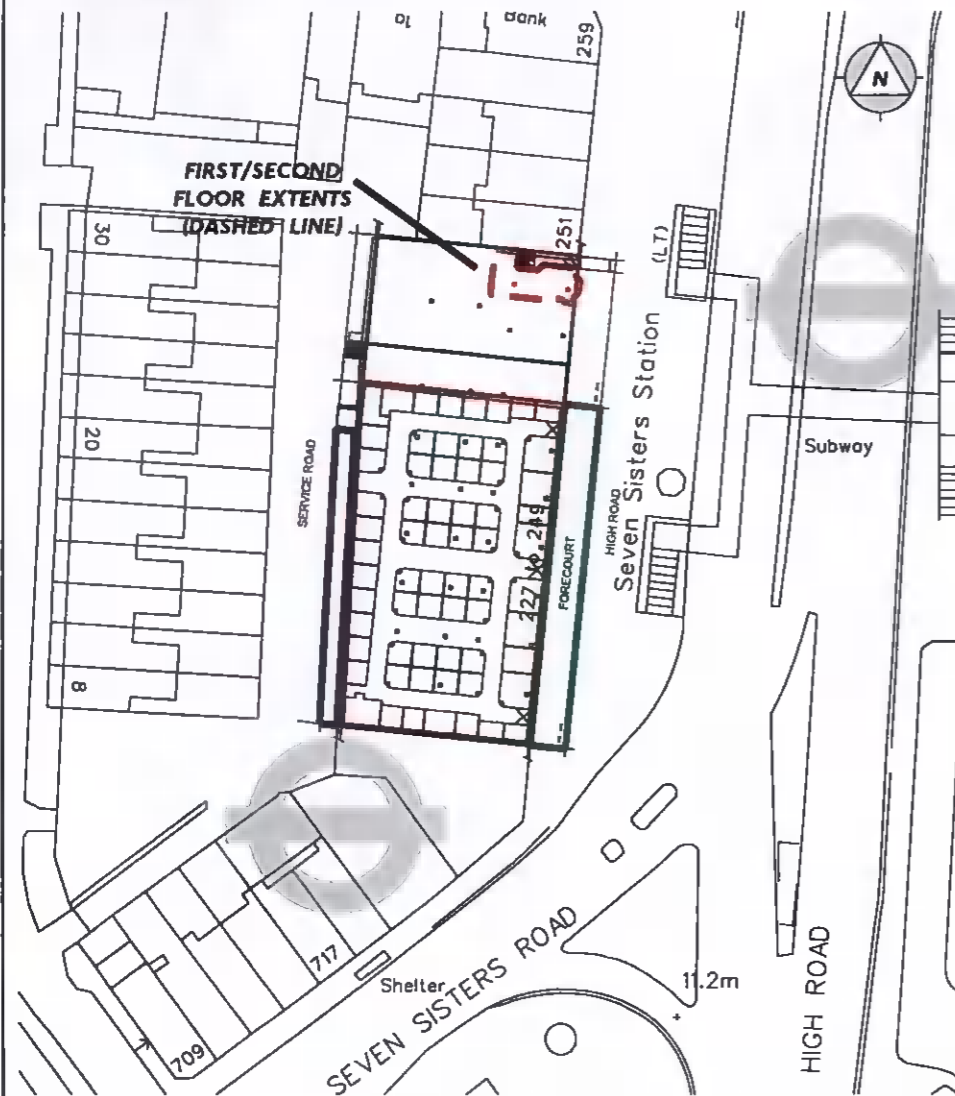 Bank
259
N
FIRST/SECOND
FLOOR EXTENTS
(DASHED LINE)
251
(LT)
30
Seven Sisters Station
Subway
20
SERVICE ROAD
HIGH ROAD
227
249
FORECOURT
8
717
Shelter
SEVEN SISTERS ROAD
11.2m
HIGH ROAD
709